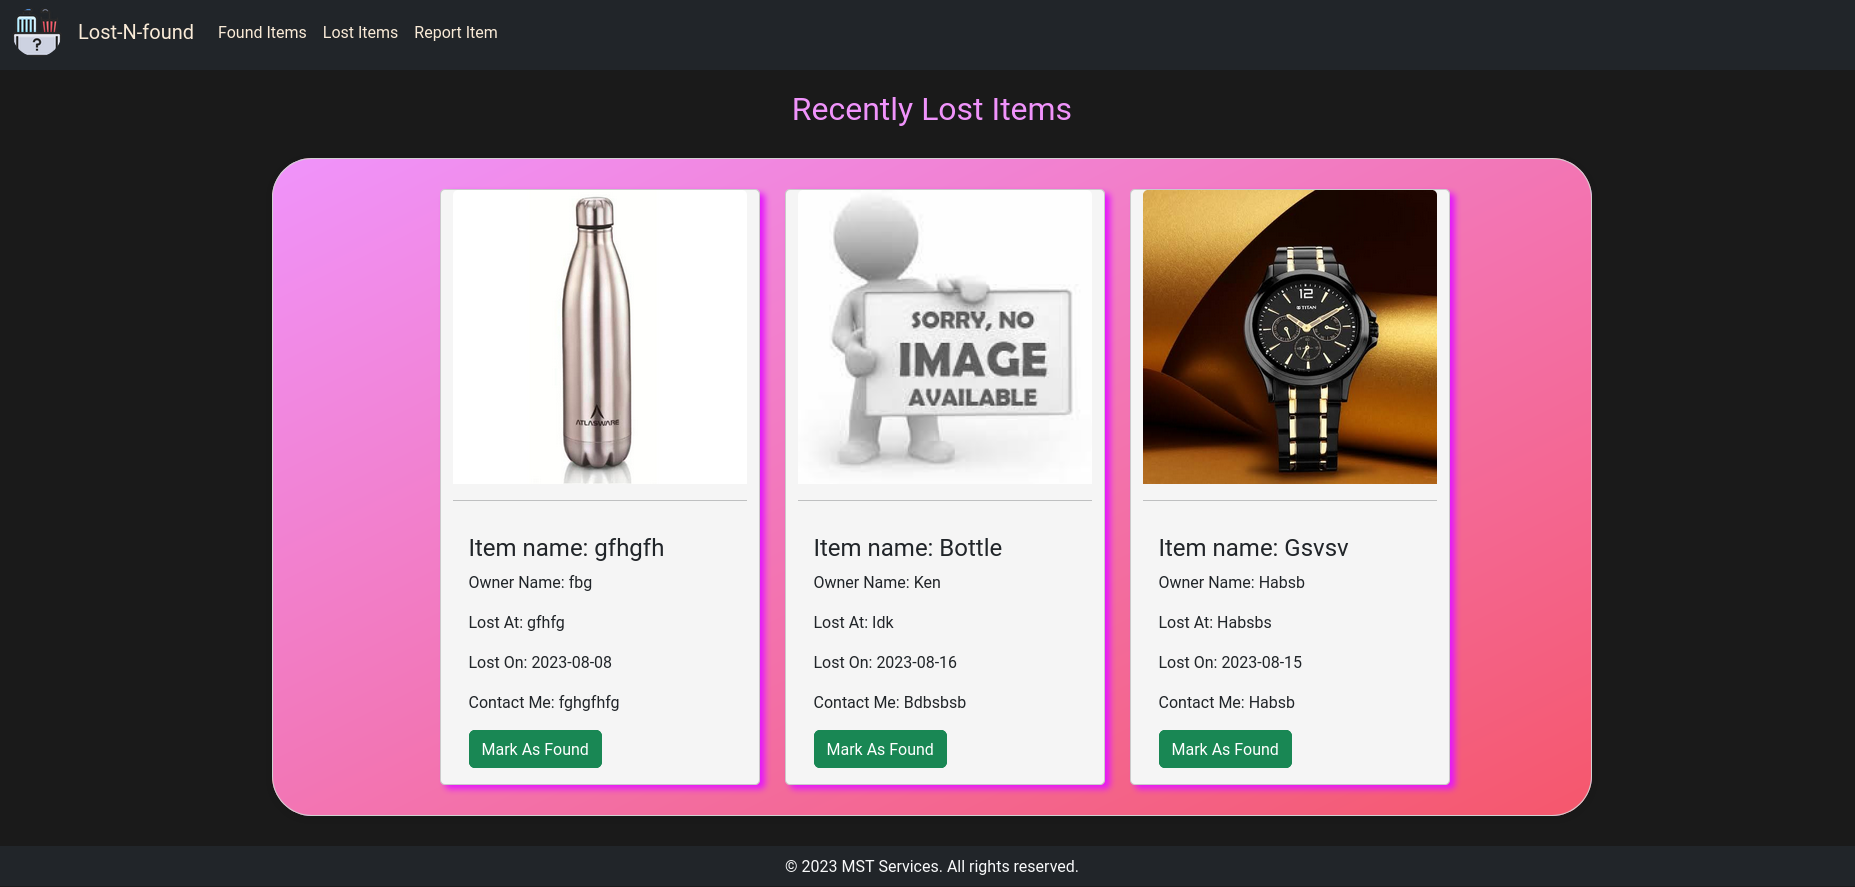 ?
Lost-N-found
Found Items
Lost Items
Report Item
Recently Lost Items
ATLASWARE
Item name: gfhgfh
Owner Name: fbg
Lost At: gfhfg
Lost On: 2023-08-08
Contact Me: fghgfhfg
Mark As Found
SORRY, NO
IMAGE
AVAILABLE
Item name: Bottle
Owner Name: Ken
Lost At: Idk
Lost On: 2023-08-16
Contact Me: Bdbsbsb
Mark As Found
12
TITAN
Item name: Gsvsv
Owner Name: Habsb
Lost At: Habsbs
Lost On: 2023-08-15
Contact Me: Habsb
Mark As Found
© 2023 MST Services. All rights reserved.